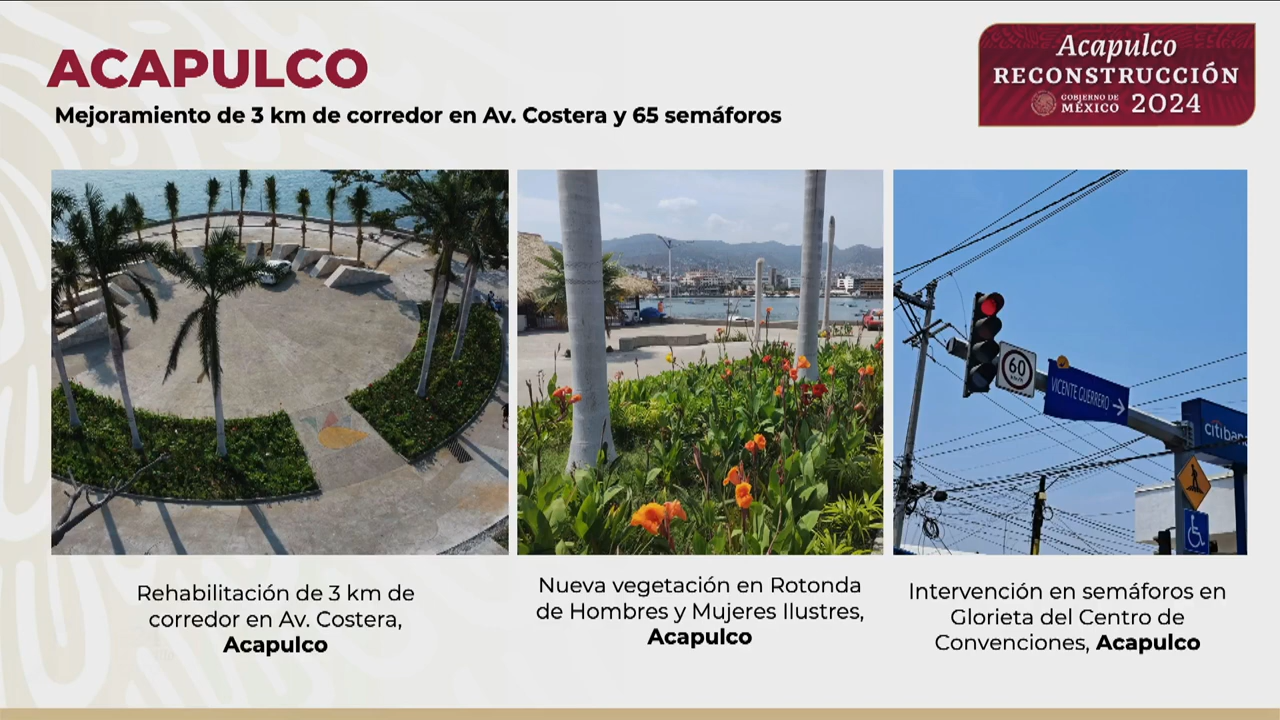 ACAPULCO
Mejoramiento de 3 km de corredor en Av. Costera y 65 semáforos
Acapulco
RECONSTRUCCIÓN
GOBIERNO DE
MÉXICO
2024
60
VICENTE GUERRERO
citiban
Rehabilitación de 3 km de
corredor en Av. Costera,
Acapulco
Nueva vegetación en Rotonda
de Hombres y Mujeres Ilustres,
Acapulco
Intervención en semáforos en
Glorieta del Centro de
Convenciones, Acapulco